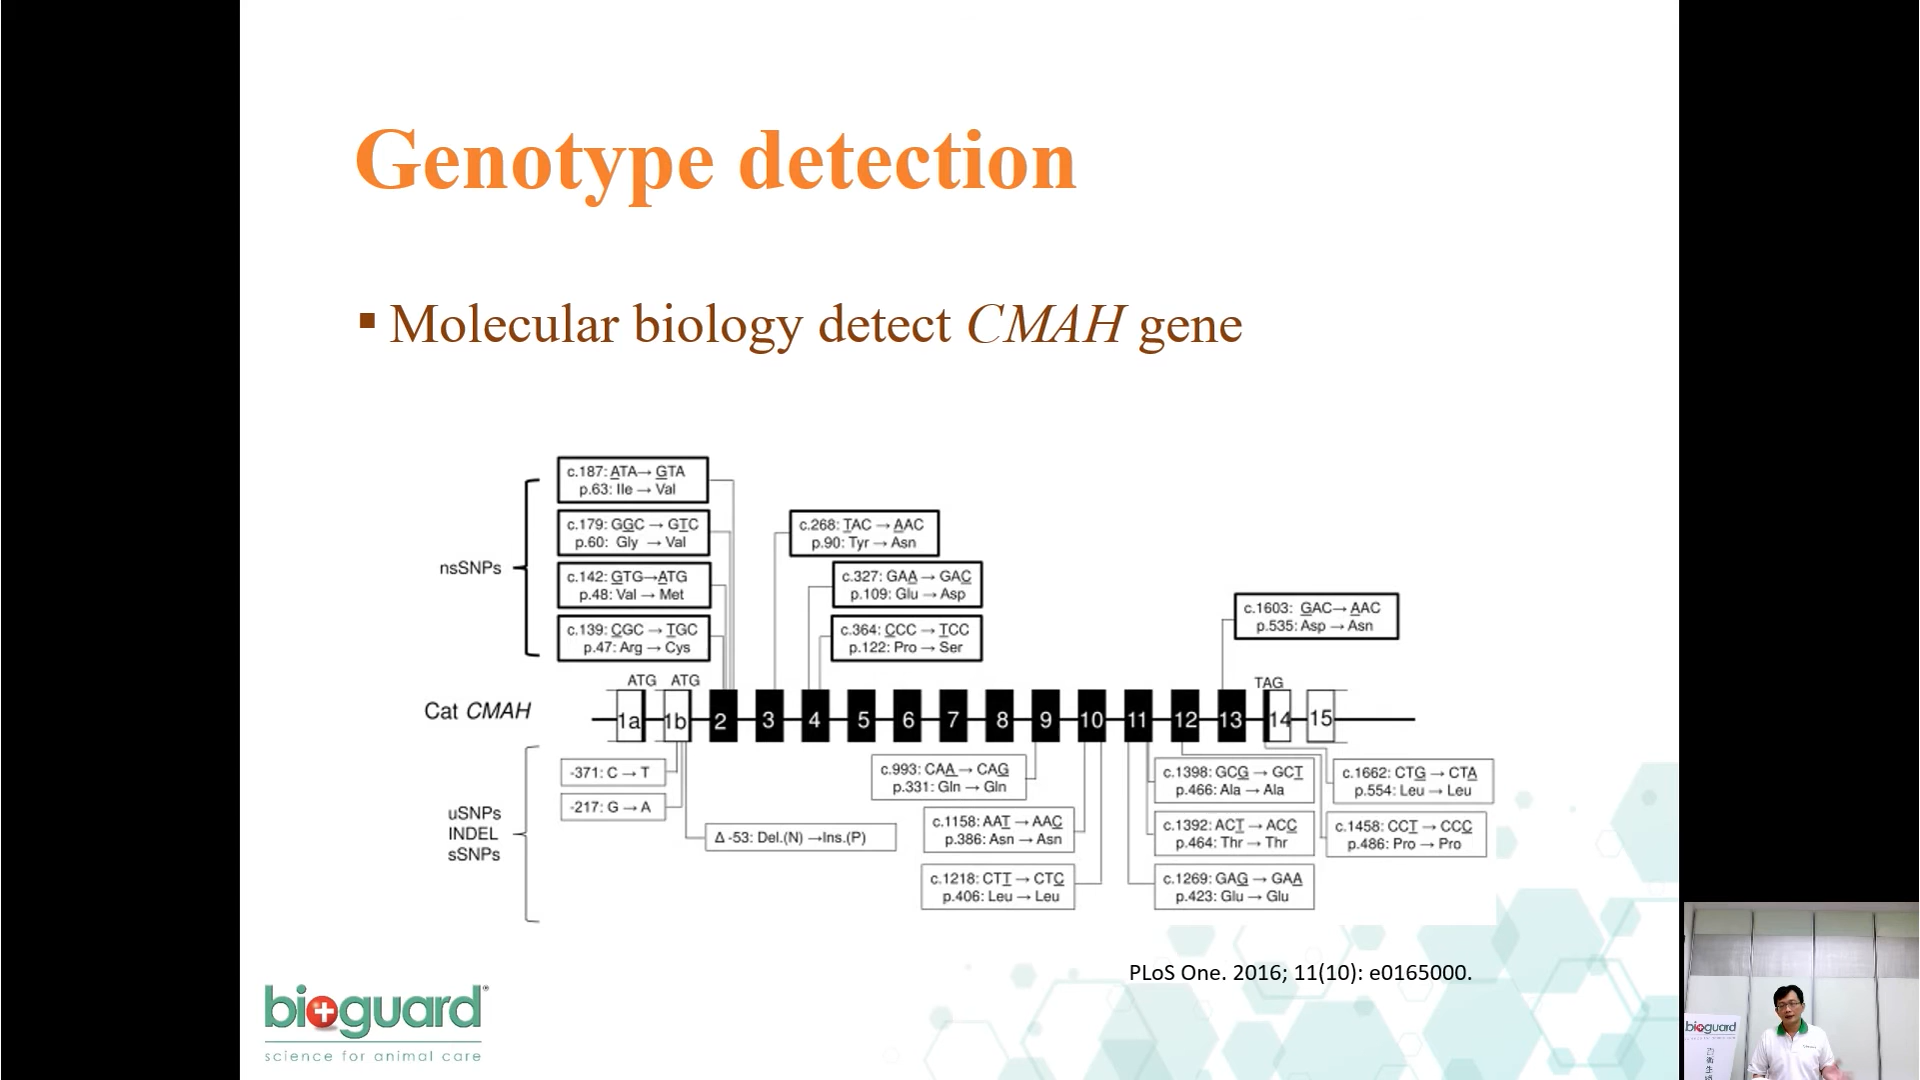 Genotype detection
▪ Molecular biology detect CMAH gene
nsSNPs
c.187: ATA→ GTA
p.63: Ile → Val
c.179: GGC → GTC
p.60: Gly → Val
c.142: GTG→ATG
p.48: Val → Met
c.139: CGC → TGC
p.47: Arg → Cys
c.268: TAC → AAC
p.90: Tyr → Asn
c.327: GAA → GAC
p.109: Glu → Asp
c.364: CCC → TCC
p.122: Pro → Ser
c.1603: GAC→ AAC
p.535: Asp → Asn
ATG ATG TAG
Cat CMAH 1a 1b 2 3 4 5 6 7 8 9 10 11 12 13 14 15
uSNPs
INDEL
sSNPs
-371: C → T
-217: G → A
Δ -53: Del.(N) →Ins.(P)
c.993: CAA → CAG
p.331: Gln → Gln
c.1158: AAT → AAC
p.386: Asn → Asn
c.1218: CTT → CTC
p.406: Leu → Leu
c.1398: GCG → GCT
p.466: Ala → Ala
c.1392: ACT → ACC
p.464: Thr → Thr
c.1269: GAG → GAA
p.423: Glu → Glu
c.1662: CTG → CTA
p.554: Leu → Leu
c.1458: CCT → CCC
p.486: Pro → Pro
PLoS One. 2016; 11(10): e0165000.
bioguard®
science for animal care
bioguard